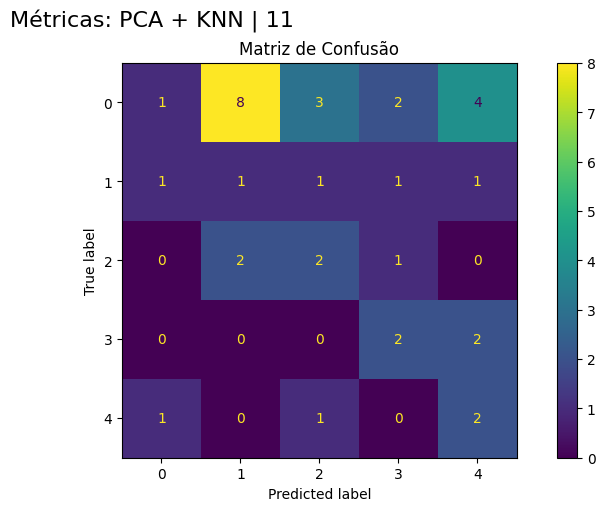 Métricas: PCA + KNN | 11
Matriz de Confusão
0 1 8 3 2 4
1 1 1 1 1 1
2 0 2 2 1 0
3 0 0 0 2 2
4 1 0 1 0 2
0 1 2 3 4
True label
Predicted label
8
7
6
5
4
3
2
1
0